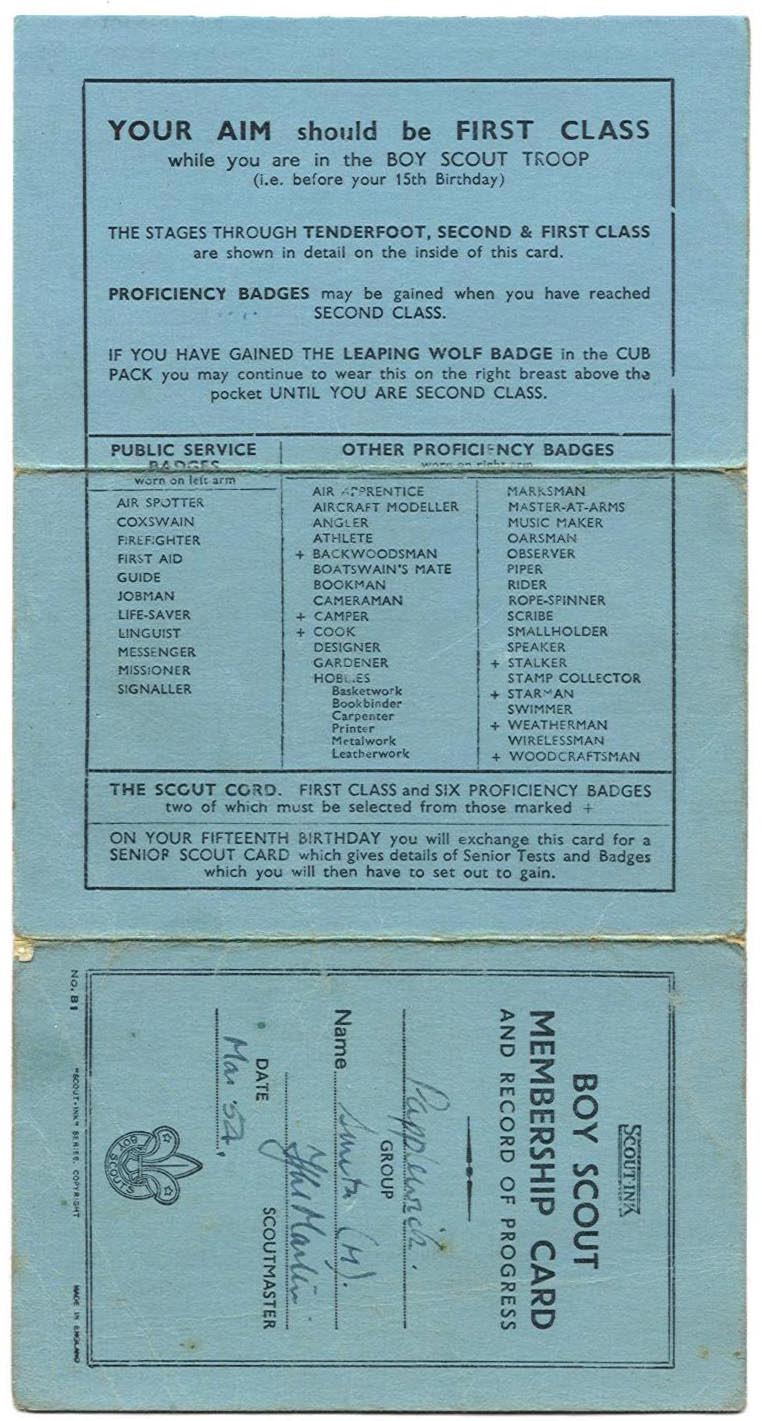 YOUR AIM should be FIRST CLASS
while you are in the BOY SCOUT TROOP
(i.e. before your 15th Birthday)
THE STAGES THROUGH TENDERFOOT, SECOND & FIRST CLASS
are shown in detail on the inside of this card.
PROFICIENCY BADGES may be gained when you have reached
SECOND CLASS.
IF YOU HAVE GAINED THE LEAPING WOLF BADGE in the CUB
PACK you may continue to wear this on the right breast above the
pocket UNTIL YOU ARE SECOND CLASS.
PUBLIC SERVICE
BADGES
worn on left arm
AIR SPOTTER
COXSWAIN
FIREFIGHTER
FIRST AID
GUIDE
JOBMAN
LIFE-SAVER
LINGUIST
MESSENGER
MISSIONER
SIGNALLER
OTHER PROFICIENCY BADGES
worn on right arm
AIR APPRENTICE
AIRCRAFT MODELLER
ANGLER
ATHLETE
+ BACKWOODSMAN
BOATSWAIN'S MATE
BOOKMAN
CAMERAMAN
+ CAMPER
+ COOK
DESIGNER
GARDENER
HOBBIES
Basketwork
Bookbinder
Carpenter
Printer
Metalwork
Leatherwork
MARKSMAN
MASTER-AT-ARMS
MUSIC MAKER
OARSMAN
OBSERVER
PIPER
RIDER
ROPE-SPINNER
SCRIBE
SMALLHOLDER
SPEAKER
+ STALKER
STAMP COLLECTOR
+ STARMAN
SWIMMER
+ WEATHERMAN
WIRELESSMAN
+ WOODCRAFTSMAN
THE SCOUT CORD. FIRST CLASS and SIX PROFICIENCY BADGES
two of which must be selected from those marked +
ON YOUR FIFTEENTH BIRTHDAY you will exchange this card for a
SENIOR SCOUT CARD which gives details of Senior Tests and Badges
which you will then have to set out to gain.
SCOUT-INK
BOY SCOUT
MEMBERSHIP CARD
AND RECORD OF PROGRESS
Papplewick.
GROUP
Name Smith (M).
Martin
SCOUTMASTER
DATE
Mar '52.
BOY SCOUTS
No. B1
"SCOUT-INK" SERIES. COPYRIGHT
MADE IN ENGLAND